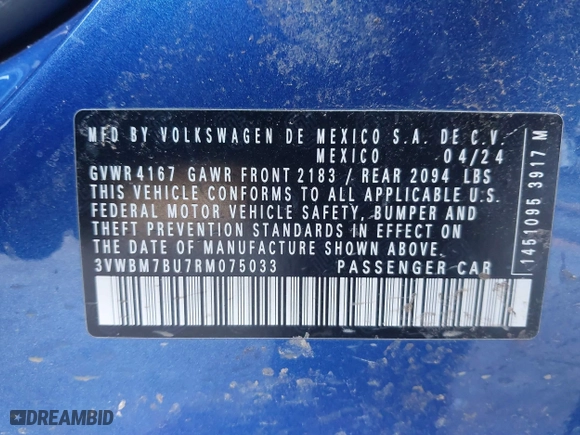 MFD BY VOLKSWAGEN DE MEXICO S.A. DE C.V.
MEXICO 04/24
GVWR 4167 GAWR FRONT 2183 / REAR 2094 LBS
THIS VEHICLE CONFORMS TO ALL APPLICABLE U.S.
FEDERAL MOTOR VEHICLE SAFETY, BUMPER AND
THEFT PREVENTION STANDARDS IN EFFECT ON
THE DATE OF MANUFACTURE SHOWN ABOVE.
3VWBM7BU7RM075033 PASSENGER CAR
1451095 3917 M
DREAMBID